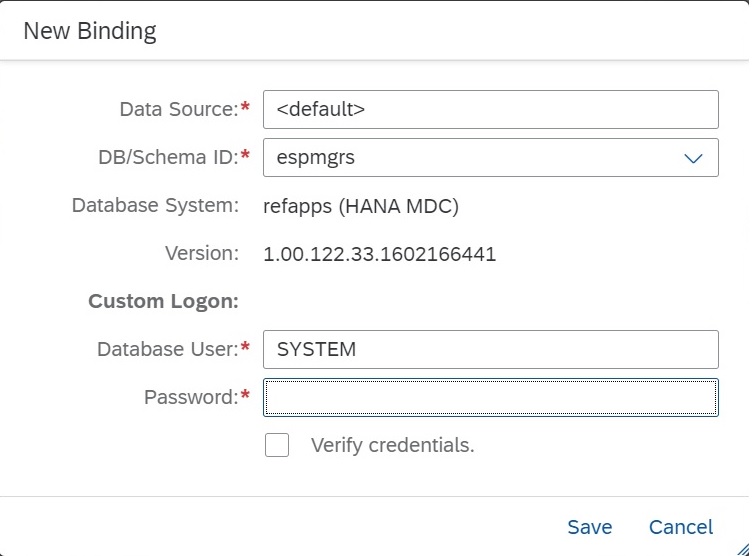 New Binding
Data Source:* <default>
DB/Schema ID:* espmgrs
Database System: refapps (HANA MDC)
Version: 1.00.122.33.1602166441
Custom Logon:
Database User:* SYSTEM
Password:*
Verify credentials.
Save Cancel